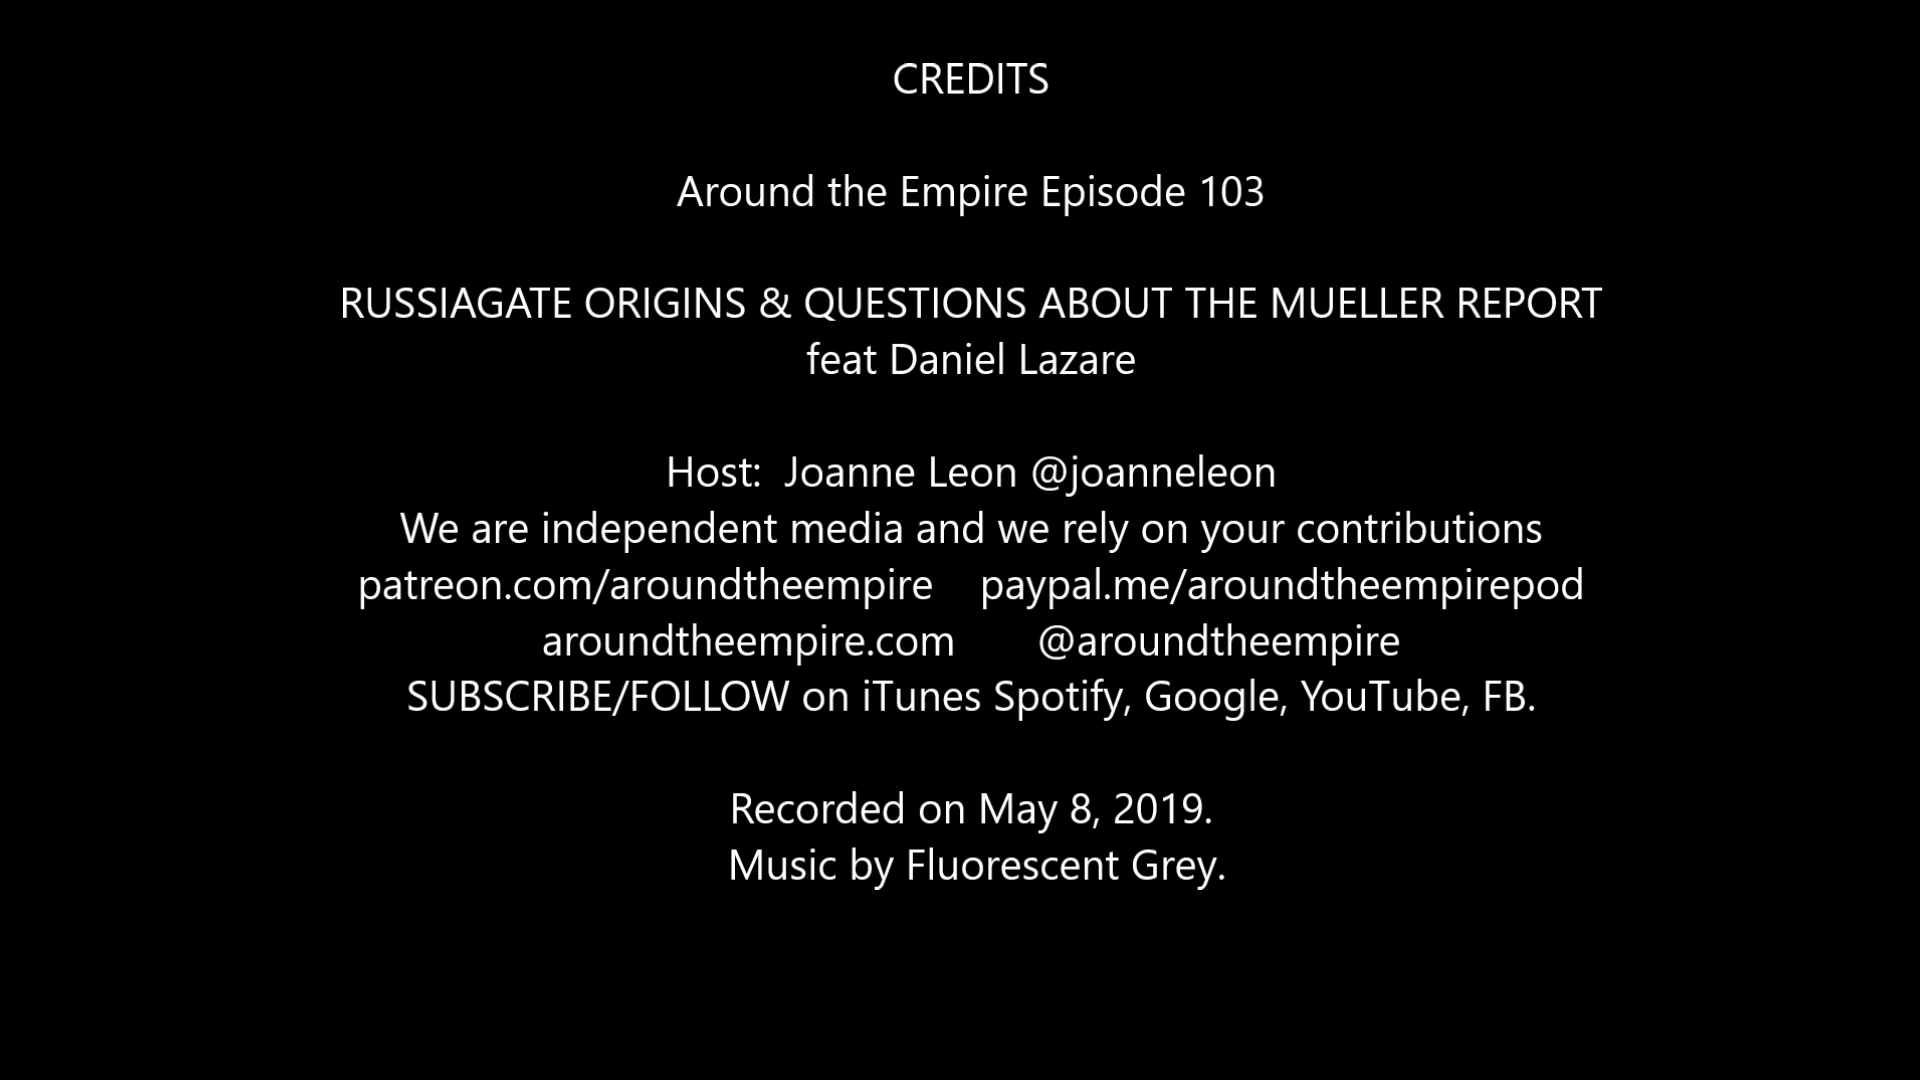 CREDITS
Around the Empire Episode 103
RUSSIAGATE ORIGINS & QUESTIONS ABOUT THE MUELLER REPORT
feat Daniel Lazare
Host:  Joanne Leon @joanneleon
We are independent media and we rely on your contributions
patreon.com/aroundtheempire    paypal.me/aroundtheempirepod
aroundtheempire.com       @aroundtheempire
SUBSCRIBE/FOLLOW on iTunes Spotify, Google, YouTube, FB.
Recorded on May 8, 2019.
Music by Fluorescent Grey.